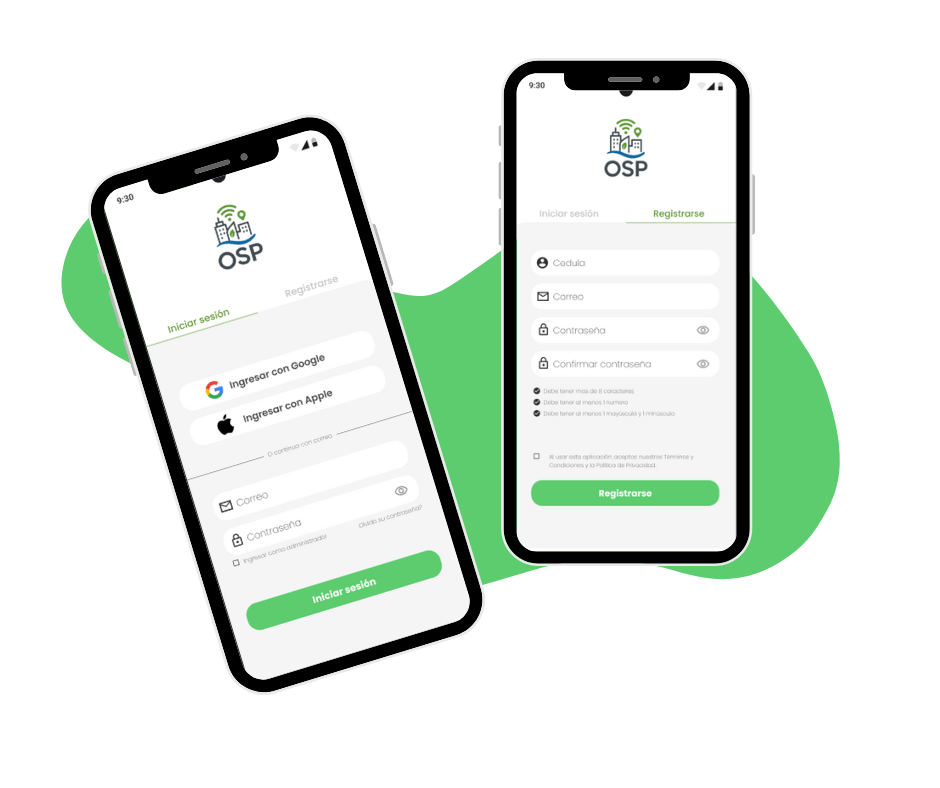 9:30
OSP
Iniciar sesión
Registrarse
Ingresar con Google
Ingresar con Apple
O continua con correo
Correo
Contraseña
Ingresar como administrador
Olvido su contraseña?
Iniciar sesión
9:30
OSP
Iniciar sesión
Registrarse
Cedula
Correo
Contraseña
Confirmar contraseña
Debe tener mas de 8 caracteres
Debe tener al menos 1 numero
Debe tener al menos 1 mayúscula y 1 minúscula
Al usar esta aplicación, aceptas nuestros Términos y
Condiciones y la Política de Privacidad.
Registrarse